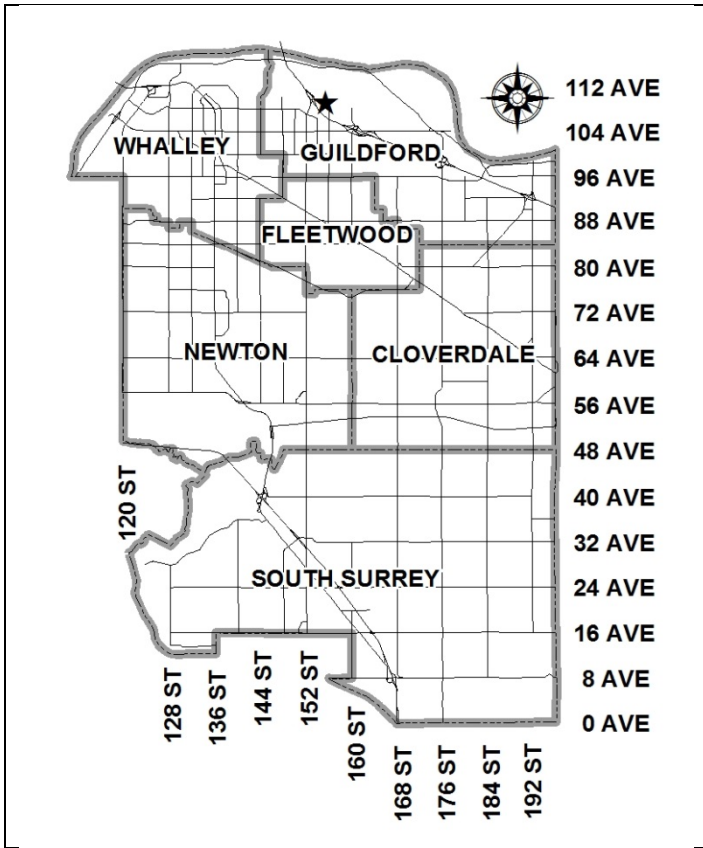 112 AVE
104 AVE
WHALLEY
GUILDFORD
96 AVE
88 AVE
FLEETWOOD
80 AVE
72 AVE
NEWTON
CLOVERDALE
64 AVE
56 AVE
48 AVE
120 ST
40 AVE
32 AVE
SOUTH SURREY
24 AVE
16 AVE
8 AVE
0 AVE
128 ST
136 ST
144 ST
152 ST
160 ST
168 ST
176 ST
184 ST
192 ST